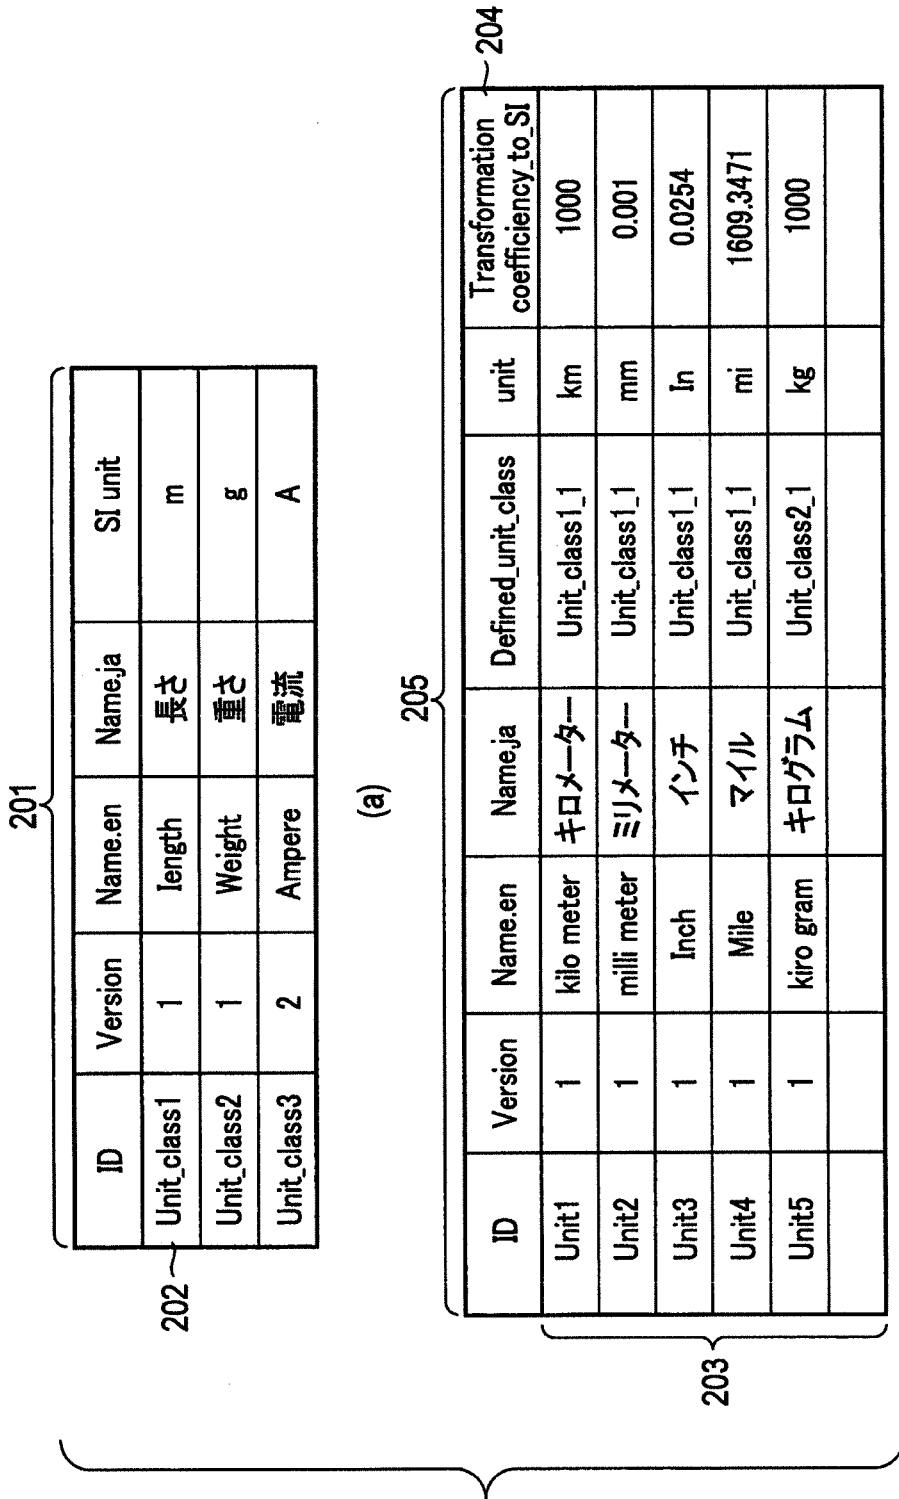 201
ID Version Name.en Name.ja SI unit
Unit_class1 1 length 長さ m
Unit_class2 1 Weight 重さ g
Unit_class3 2 Ampere 電流 A
202
(a)
205
204
ID Version Name.en Name.ja Defined_unit_class unit Transformation
coefficiency_to_SI
Unit1 1 kilo meter キロメーター Unit_class1_1 km 1000
Unit2 1 milli meter ミリメーター Unit_class1_1 mm 0.001
Unit3 1 Inch インチ Unit_class1_1 In 0.0254
Unit4 1 Mile マイル Unit_class1_1 mi 1609.3471
Unit5 1 kiro gram キログラム Unit_class2_1 kg 1000
203